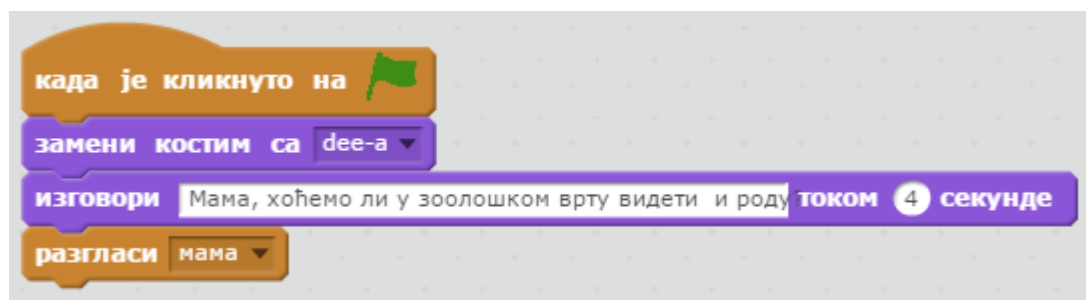 када је кликнуто на
замени костим са dee-a
изговори Мама, хоћемо ли у зоолошком врту видети и роду? током 4 секунде
разгласи мама